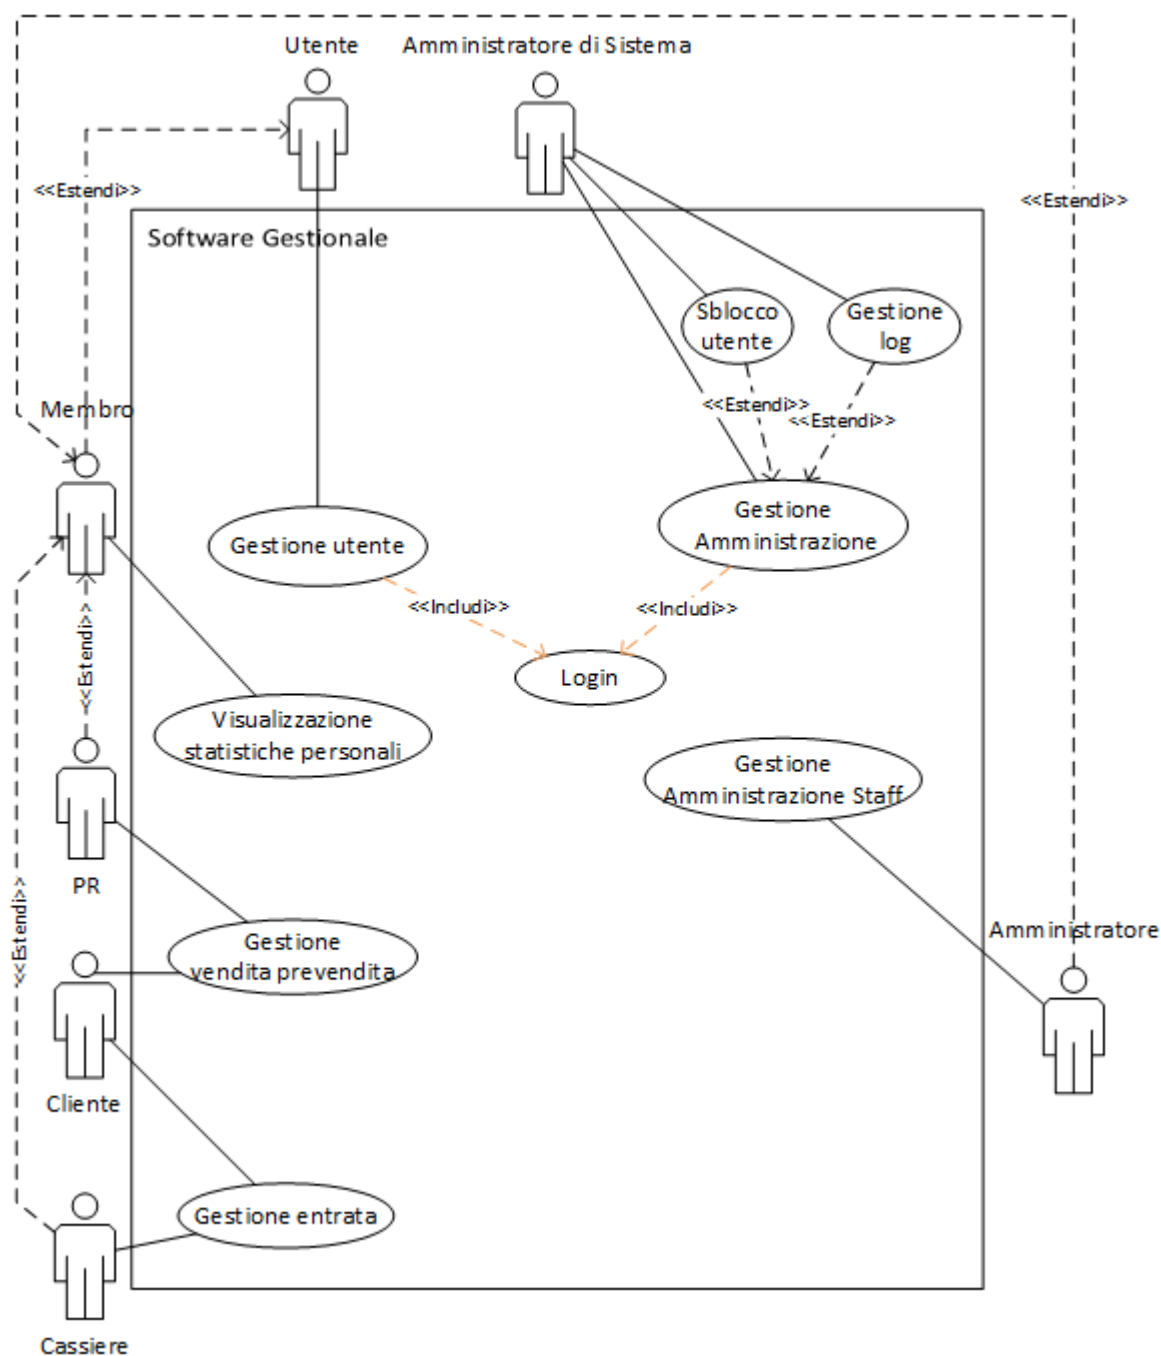 Utente
Amministratore di Sistema
<<Estendi>>
<<Estendi>>
Software Gestionale
Sblocco
utente
Gestione
log
Membro
<<Estendi>>
<<Estendi>>
Gestione
Amministrazione
Gestione utente
<<Includi>>
<<Includi>>
<<Estendi>>
Login
Visualizzazione
statistiche personali
Gestione
Amministrazione Staff
PR
<<Estendi>>
Gestione
vendita prevendita
Amministratore
Cliente
Gestione entrata
Cassiere